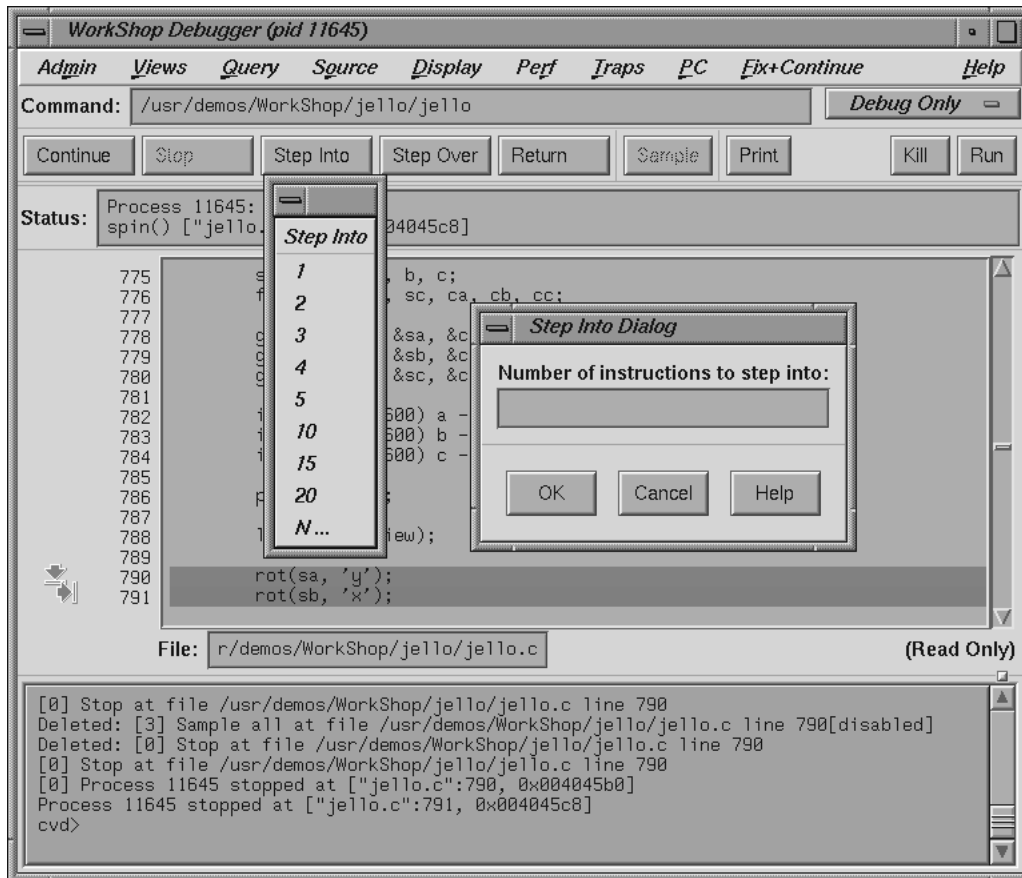 WorkShop Debugger (pid 11645)
Admin Views Query Source Display Perf Traps PC Fix+Continue Help
Command: /usr/demos/WorkShop/jello/jello Debug Only
Continue Stop Step Into Step Over Return Sample Print Kill Run
Status: Process 11645:
spin() ["jello. 04045c8]
Step Into
1
2
3
4
5
10
15
20
N ...
775 s , b, c;
776 f , sc, ca, cb, cc;
777
778 g &sa, &c
779 g &sb, &c
780 g &sc, &c
781
782 i 600) a -
783 i 600) b -
784 i 600) c -
785
786 p ;
787
788 l iew);
789
790 rot(sa, 'y');
791 rot(sb, 'x');
Step Into Dialog
Number of instructions to step into:
OK Cancel Help
File: r/demos/WorkShop/jello/jello.c (Read Only)
[0] Stop at file /usr/demos/WorkShop/jello/jello.c line 790
Deleted: [3] Sample all at file /usr/demos/WorkShop/jello/jello.c line 790[disabled]
Deleted: [0] Stop at file /usr/demos/WorkShop/jello/jello.c line 790
[0] Stop at file /usr/demos/WorkShop/jello/jello.c line 790
[0] Process 11645 stopped at ["jello.c":790, 0x004045b0]
Process 11645 stopped at ["jello.c":791, 0x004045c8]
cvd>